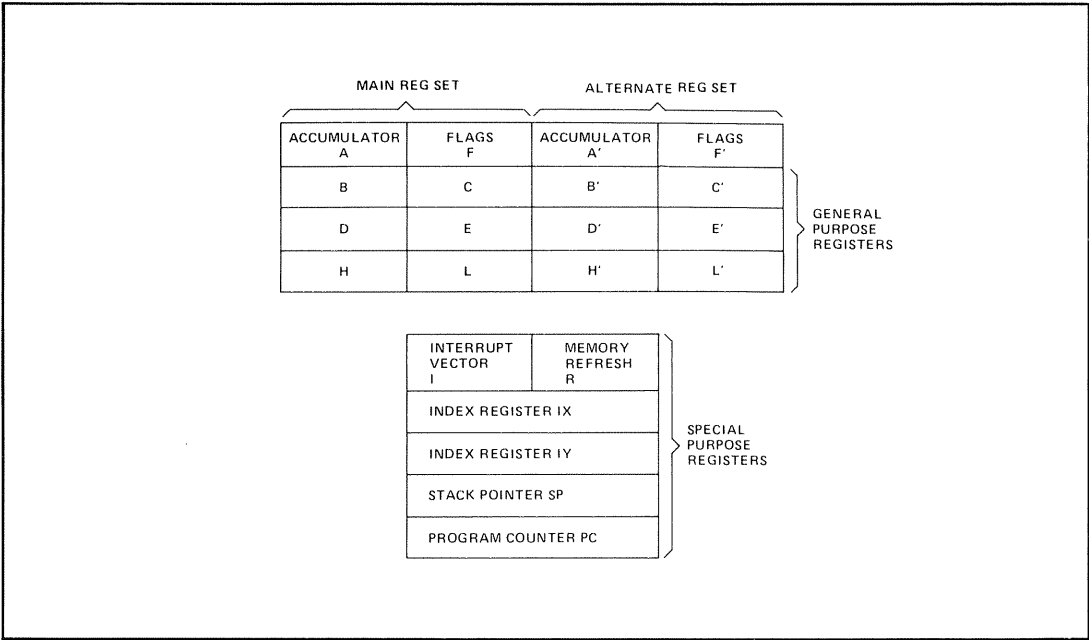 MAIN REG SET
ALTERNATE REG SET
ACCUMULATOR
A
FLAGS
F
ACCUMULATOR
A'
FLAGS
F'
B
C
B'
C'
D
E
D'
E'
H
L
H'
L'
GENERAL
PURPOSE
REGISTERS
INTERRUPT
VECTOR
I
MEMORY
REFRESH
R
INDEX REGISTER IX
INDEX REGISTER IY
STACK POINTER SP
PROGRAM COUNTER PC
SPECIAL
PURPOSE
REGISTERS